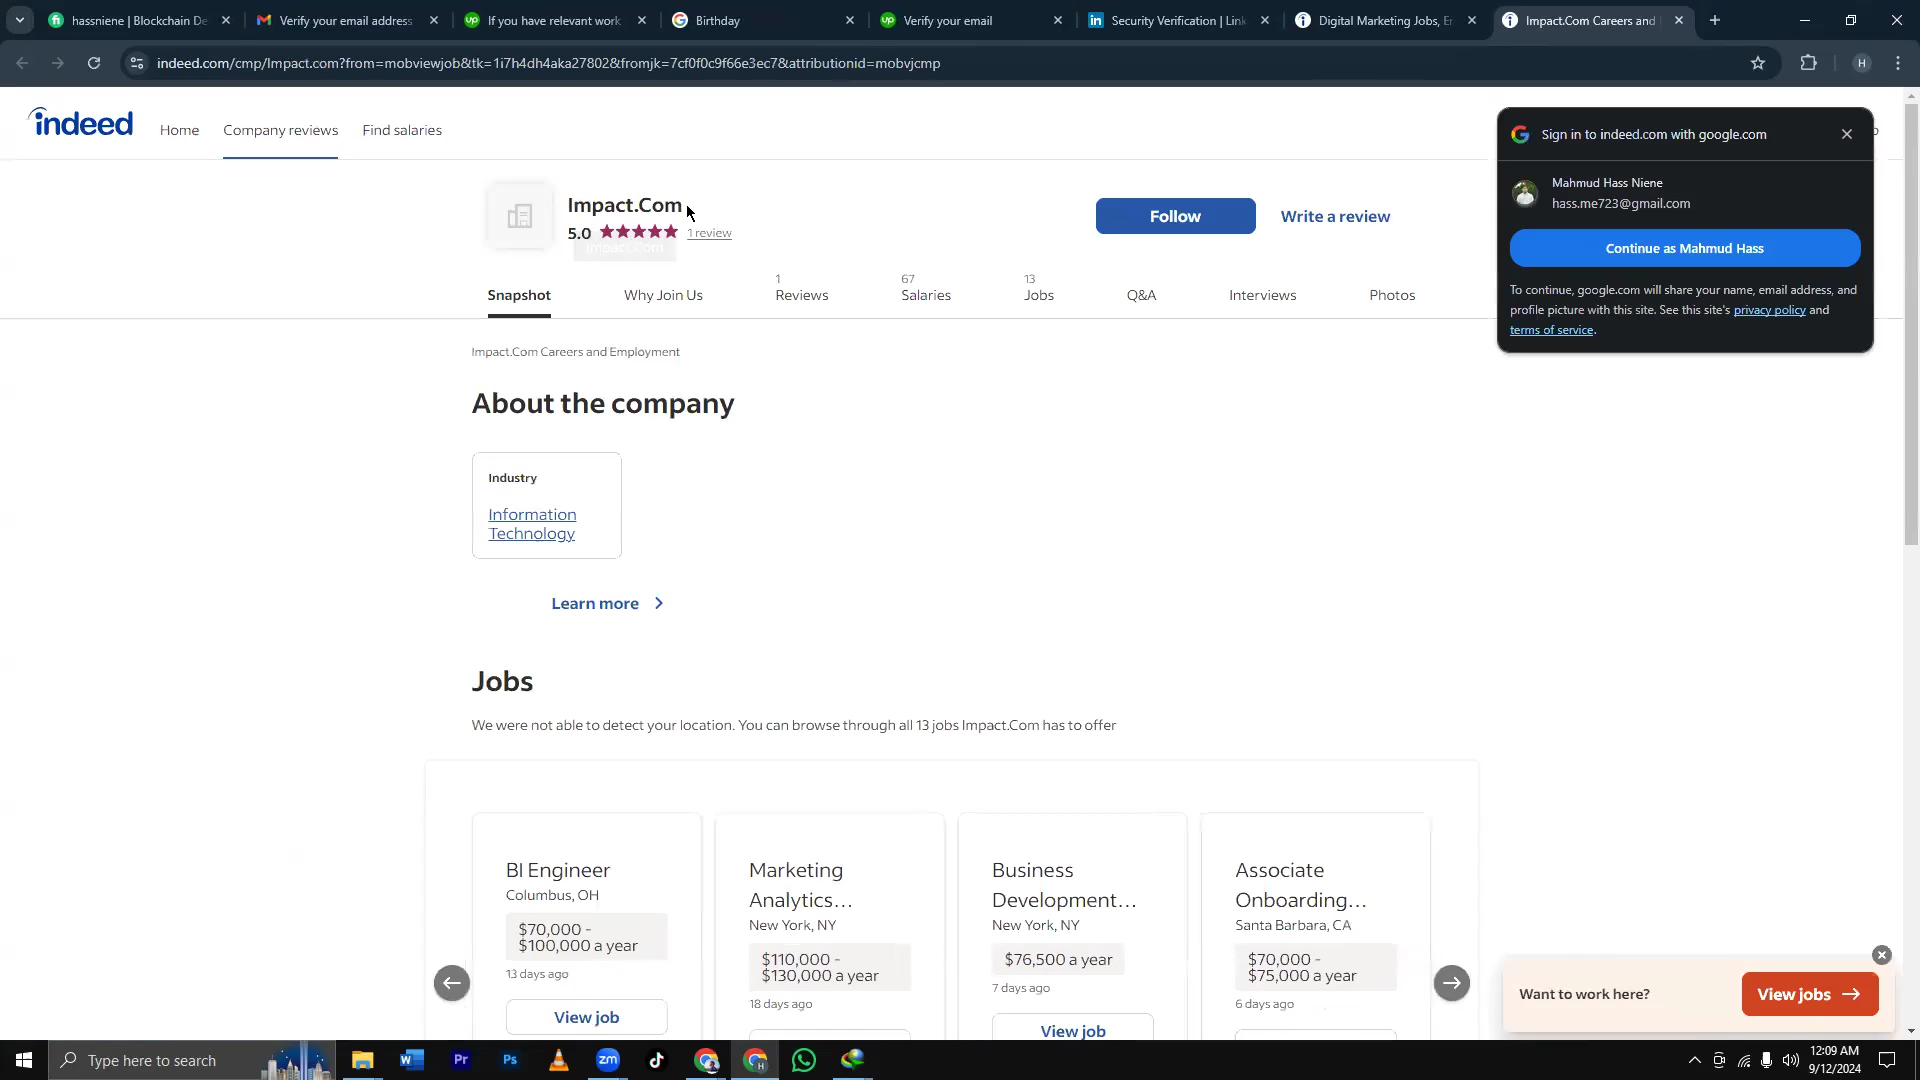 hassniene | Blockchain De
Verify your email address
If you have relevant work
Birthday
Verify your email
Security Verification | Link
Digital Marketing Jobs, Er
Impact.Com Careers and
indeed.com/cmp/Impact.com?from=mobviewjob&tk=1i7h4dh4aka27802&fromjk=7cf0f0c9f66e3ec7&attributionid=mobvjcmp
H
indeed
Home
Company reviews
Find salaries
Sign in to indeed.com with google.com
Mahmud Hass Niene
hass.me723@gmail.com
Continue as Mahmud Hass
To continue, google.com will share your name, email address, and
profile picture with this site. See this site's privacy policy and
terms of service.
Impact.Com
5.0 1 review
Impact.Com
Follow
Write a review
Snapshot
Why Join Us
1
Reviews
67
Salaries
13
Jobs
Q&A
Interviews
Photos
Impact.Com Careers and Employment
About the company
Industry
Information
Technology
Learn more
Jobs
We were not able to detect your location. You can browse through all 13 jobs Impact.Com has to offer
BI Engineer
Columbus, OH
$70,000 -
$100,000 a year
13 days ago
View job
Marketing
Analytics...
New York, NY
$110,000 -
$130,000 a year
18 days ago
Business
Development...
New York, NY
$76,500 a year
7 days ago
View job
Associate
Onboarding...
Santa Barbara, CA
$70,000 -
$75,000 a year
6 days ago
Want to work here?
View jobs
Type here to search
12:09 AM
9/12/2024